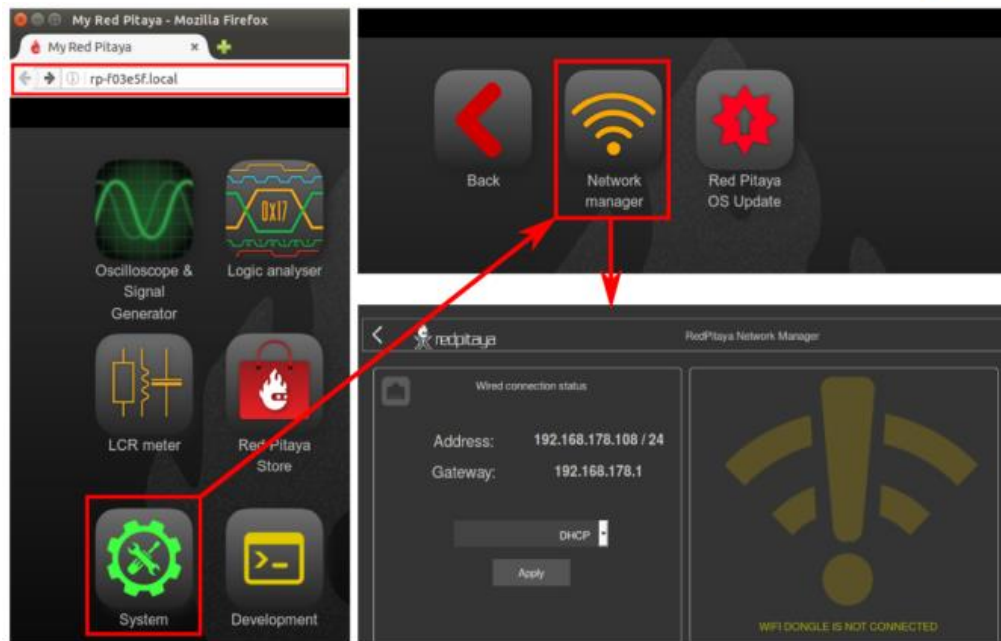 My Red Pitaya - Mozilla Firefox
My Red Pitaya
rp-f03e5f.local
Oscilloscope &
Signal
Generator
Logic analyser
0X17
LCR meter
Red Pitaya
Store
System
Development
Back
Network
manager
Red Pitaya
OS Update
redpitaya
RedPitaya Network Manager
Wired connection status
Address: 192.168.178.108 / 24
Gateway: 192.168.178.1
DHCP
Apply
WIFI DONGLE IS NOT CONNECTED